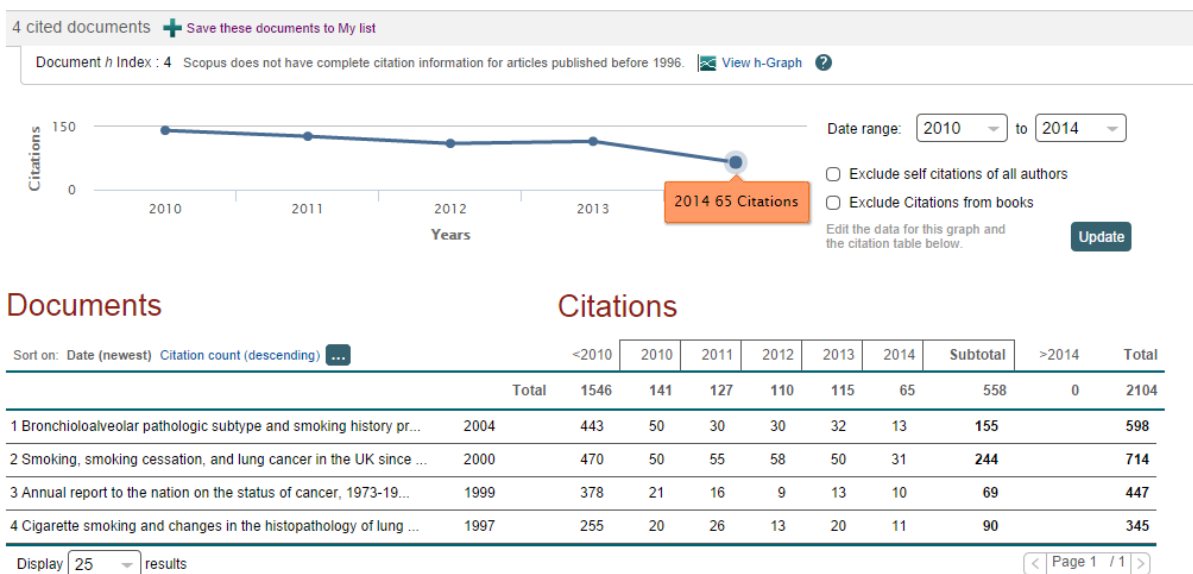 4 cited documents Save these documents to My list
Document h Index : 4 Scopus does not have complete citation information for articles published before 1996. View h-Graph ?
Citations
150
0
2010 2011 2012 2013
2014 65 Citations
Years
Date range: 2010 to 2014
Exclude self citations of all authors
Exclude Citations from books
Edit the data for this graph and
the citation table below.
Update
Documents
Citations
Sort on: Date (newest) Citation count (descending) ...
<2010 2010 2011 2012 2013 2014 Subtotal >2014 Total
Total 1546 141 127 110 115 65 558 0 2104
1 Bronchioloalveolar pathologic subtype and smoking history pr... 2004 443 50 30 30 32 13 155 598
2 Smoking, smoking cessation, and lung cancer in the UK since ... 2000 470 50 55 58 50 31 244 714
3 Annual report to the nation on the status of cancer, 1973-19... 1999 378 21 16 9 13 10 69 447
4 Cigarette smoking and changes in the histopathology of lung ... 1997 255 20 26 13 20 11 90 345
Display 25 results
< Page 1 / 1 >